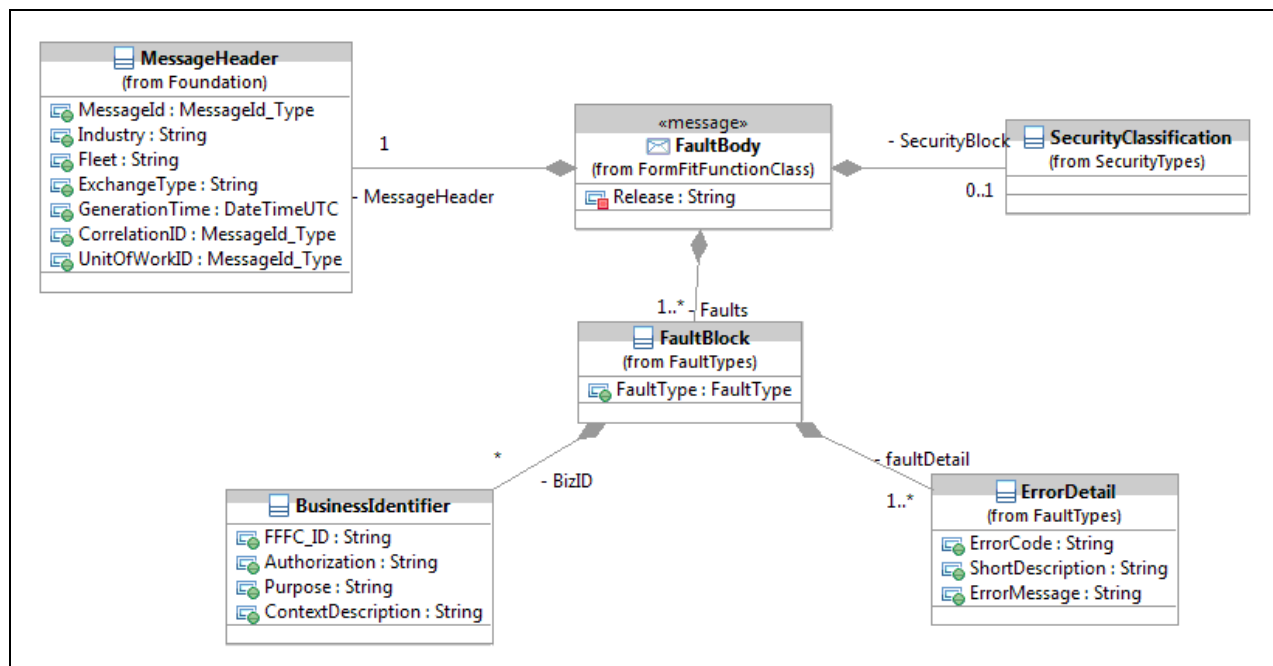 MessageHeader
(from Foundation)
MessageId : MessageId_Type
Industry : String
Fleet : String
ExchangeType : String
GenerationTime : DateTimeUTC
CorrelationID : MessageId_Type
UnitOfWorkID : MessageId_Type
1
- MessageHeader
«message»
FaultBody
(from FormFitFunctionClass)
Release : String
- SecurityBlock
0..1
SecurityClassification
(from SecurityTypes)
1..* - Faults
FaultBlock
(from FaultTypes)
FaultType : FaultType
*
- BizID
- faultDetail
1..*
BusinessIdentifier
FFFC_ID : String
Authorization : String
Purpose : String
ContextDescription : String
ErrorDetail
(from FaultTypes)
ErrorCode : String
ShortDescription : String
ErrorMessage : String